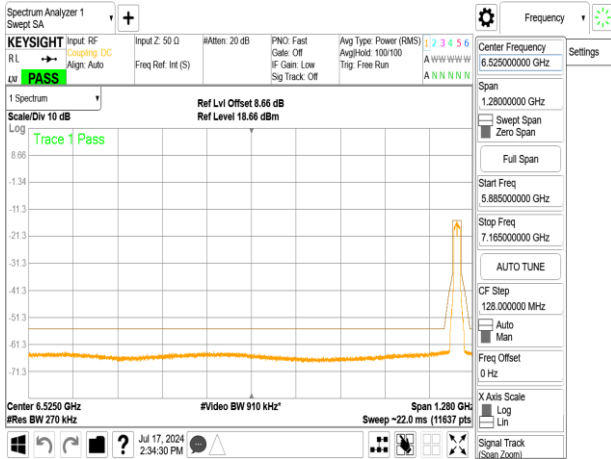 Spectrum Analyzer 1
Swept SA
+
Frequency
KEYSIGHT
Input: RF
Coupling: DC
Align: Auto
Input Z: 50 Ω
Freq Ref: Int (S)
#Atten: 20 dB
PNO: Fast
Gate: Off
IF Gain: Low
Sig Track: Off
Avg Type: Power (RMS)
Avg|Hold: 100/100
Trig: Free Run
1 2 3 4 5 6
A W W W W W
A N N N N N
RL
LXI
PASS
1 Spectrum
Scale/Div 10 dB
Ref Lvl Offset 8.66 dB
Ref Level 18.66 dBm
Log
Trace 1 Pass
8.66
-1.34
-11.3
-21.3
-31.3
-41.3
-51.3
-61.3
-71.3
Center 6.5250 GHz
#Res BW 270 kHz
#Video BW 910 kHz*
Span 1.280 GHz
Sweep ~22.0 ms (11637 pts)
Jul 17, 2024
2:34:30 PM
?
Center Frequency
6.525000000 GHz
Settings
Span
1.28000000 GHz
Swept Span
Zero Span
Full Span
Start Freq
5.885000000 GHz
Stop Freq
7.165000000 GHz
AUTO TUNE
CF Step
128.000000 MHz
Auto
Man
Freq Offset
0 Hz
X Axis Scale
Log
Lin
Signal Track
(Span Zoom)